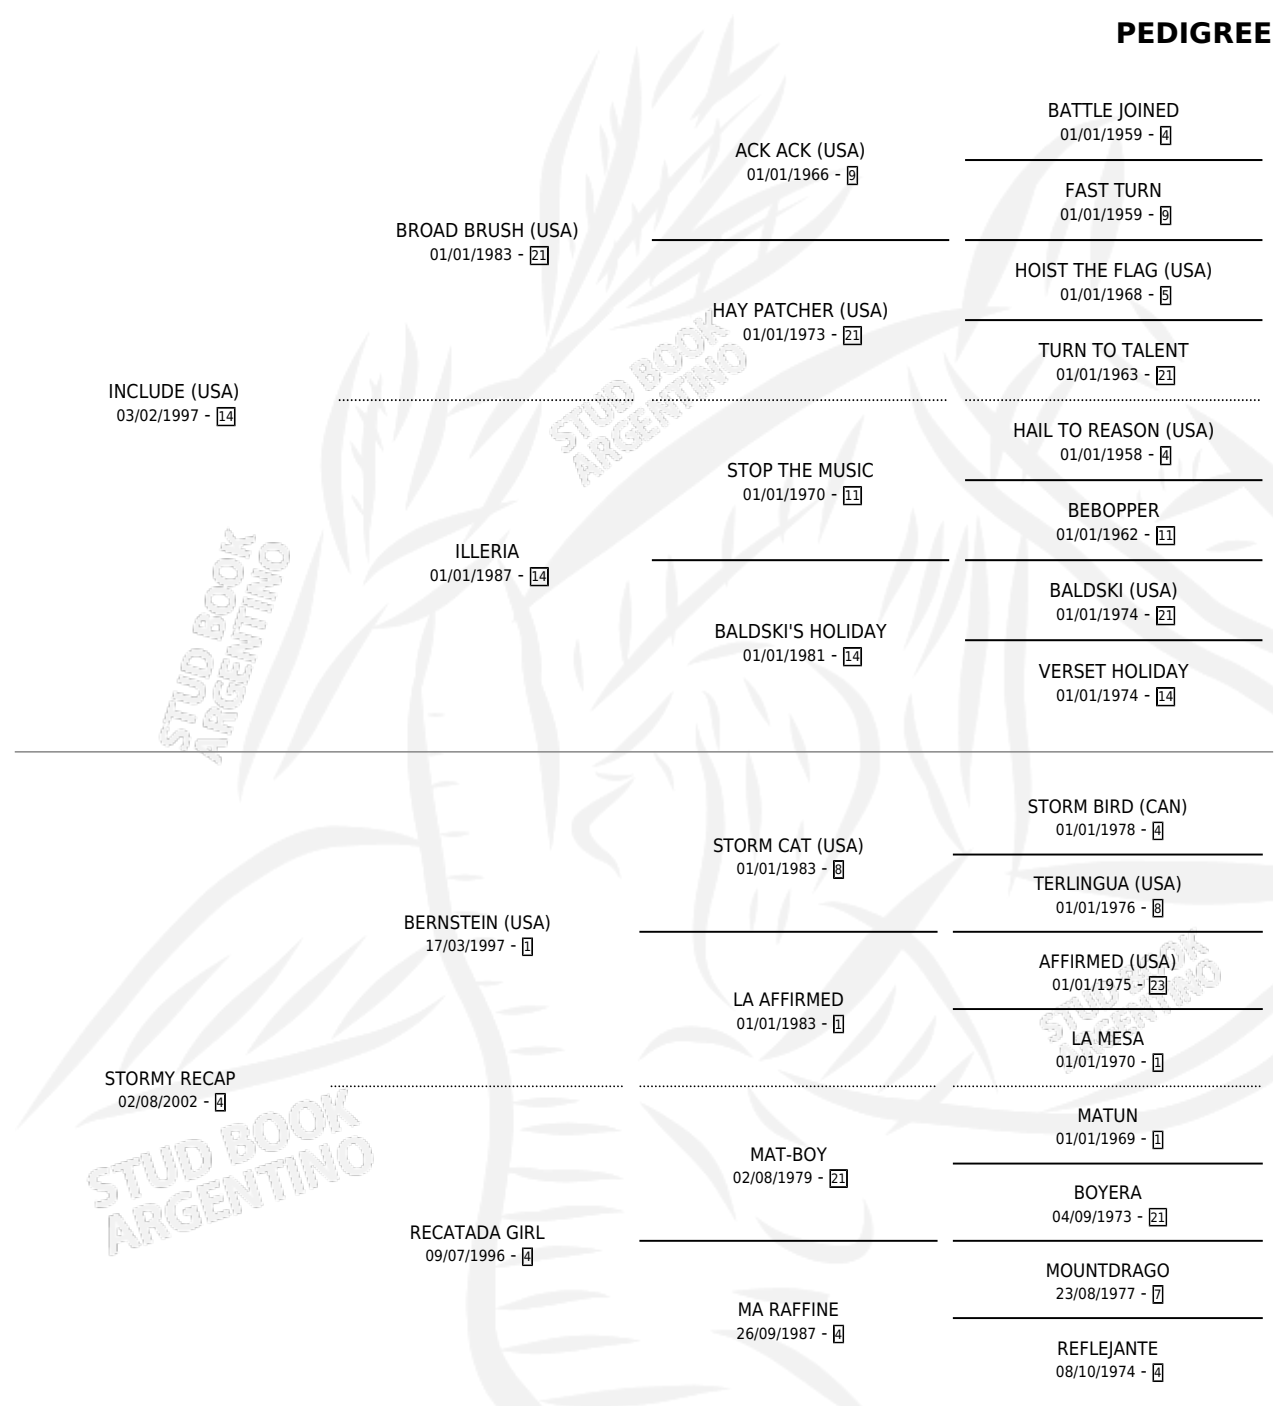 PEDIGREE
BATTLE JOINED
01/01/1959 - 4
ACK ACK (USA)
01/01/1966 - 9
FAST TURN
01/01/1959 - 9
BROAD BRUSH (USA)
01/01/1983 - 21
HOIST THE FLAG (USA)
01/01/1968 - 5
HAY PATCHER (USA)
01/01/1973 - 21
TURN TO TALENT
01/01/1963 - 21
INCLUDE (USA)
03/02/1997 - 14
STUD BOOK
ARGENTINO
HAIL TO REASON (USA)
01/01/1958 - 4
STOP THE MUSIC
01/01/1970 - 11
BEBOPPER
01/01/1962 - 11
ILLERIA
01/01/1987 - 14
BALDSKI (USA)
01/01/1974 - 21
BALDSKI'S HOLIDAY
01/01/1981 - 14
VERSET HOLIDAY
01/01/1974 - 14
STUD BOOK
ARGENTINO
STORM BIRD (CAN)
01/01/1978 - 4
STORM CAT (USA)
01/01/1983 - 8
TERLINGUA (USA)
01/01/1976 - 8
BERNSTEIN (USA)
17/03/1997 - 1
AFFIRMED (USA)
01/01/1975 - 23
LA AFFIRMED
01/01/1983 - 1
STUD BOOK
ARGENTINO
LA MESA
01/01/1970 - 1
STORMY RECAP
02/08/2002 - 4
MATUN
01/01/1969 - 1
MAT-BOY
02/08/1979 - 21
BOYERA
04/09/1973 - 21
STUD BOOK
ARGENTINO
RECATADA GIRL
09/07/1996 - 4
MOUNTDRAGO
23/08/1977 - 7
MA RAFFINE
26/09/1987 - 4
REFLEJANTE
08/10/1974 - 4